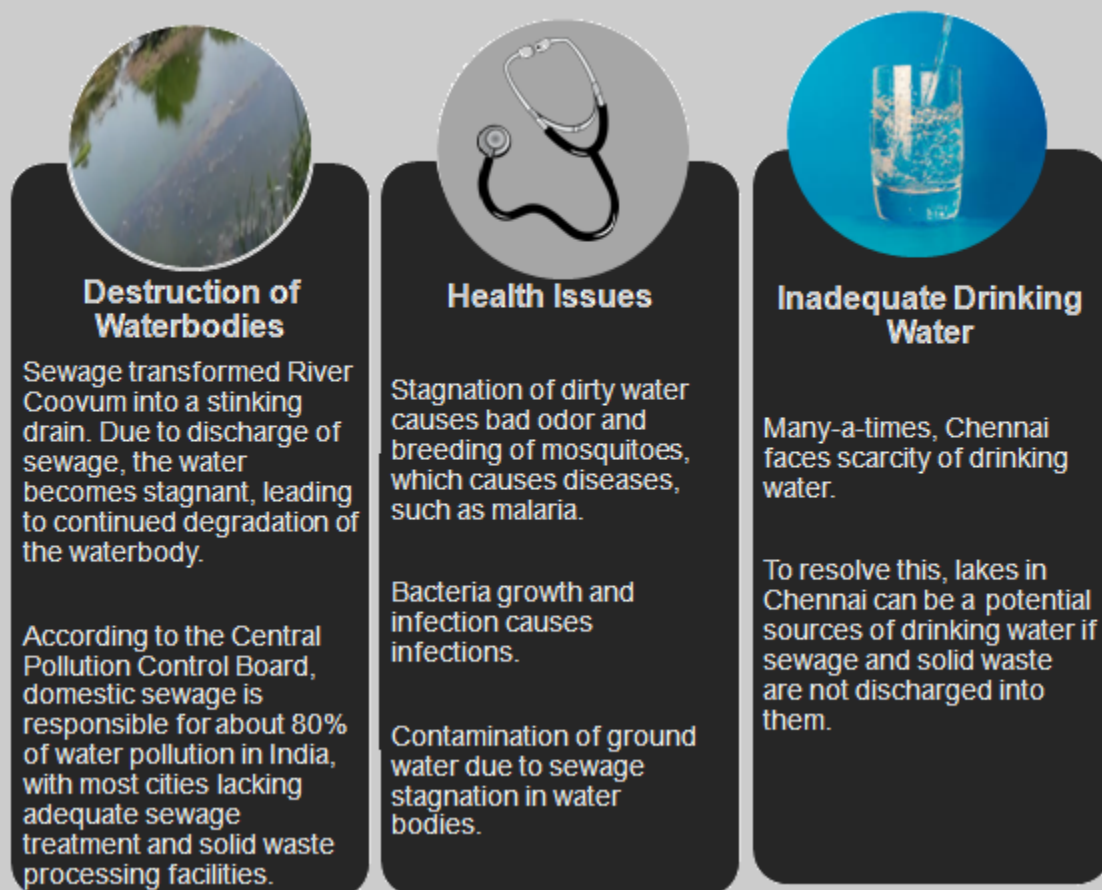 Destruction of
Waterbodies
Sewage transformed River
Coovum into a stinking
drain. Due to discharge of
sewage, the water
becomes stagnant, leading
to continued degradation of
the waterbody.
According to the Central
Pollution Control Board,
domestic sewage is
responsible for about 80%
of water pollution in India,
with most cities lacking
adequate sewage
treatment and solid waste
processing facilities.
Health Issues
Stagnation of dirty water
causes bad odor and
breeding of mosquitoes,
which causes diseases,
such as malaria.
Bacteria growth and
infection causes
infections.
Contamination of ground
water due to sewage
stagnation in water
bodies.
Inadequate Drinking
Water
Many-a-times, Chennai
faces scarcity of drinking
water.
To resolve this, lakes in
Chennai can be a potential
sources of drinking water if
sewage and solid waste
are not discharged into
them.